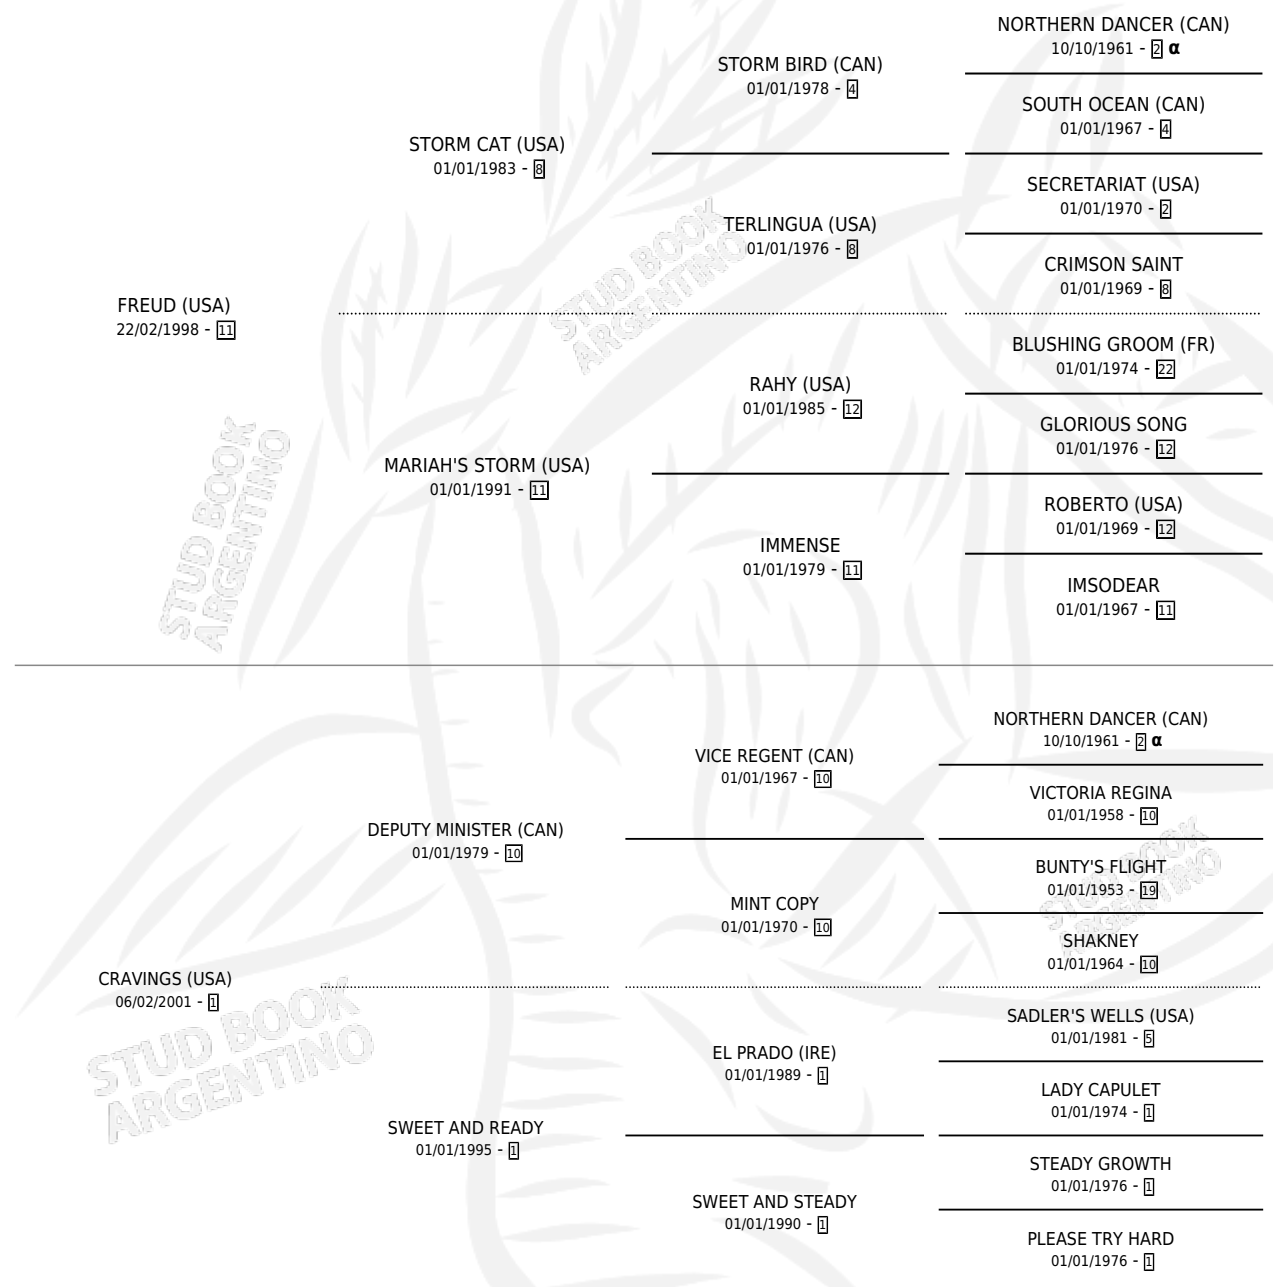 NORTHERN DANCER (CAN)
10/10/1961 - 2 α
STORM BIRD (CAN)
01/01/1978 - 4
SOUTH OCEAN (CAN)
01/01/1967 - 4
STORM CAT (USA)
01/01/1983 - 8
SECRETARIAT (USA)
01/01/1970 - 2
TERLINGUA (USA)
01/01/1976 - 8
CRIMSON SAINT
01/01/1969 - 8
FREUD (USA)
22/02/1998 - 11
BLUSHING GROOM (FR)
01/01/1974 - 22
RAHY (USA)
01/01/1985 - 12
GLORIOUS SONG
01/01/1976 - 12
MARIAH'S STORM (USA)
01/01/1991 - 11
ROBERTO (USA)
01/01/1969 - 12
IMMENSE
01/01/1979 - 11
IMSODEAR
01/01/1967 - 11
NORTHERN DANCER (CAN)
10/10/1961 - 2 α
VICE REGENT (CAN)
01/01/1967 - 10
VICTORIA REGINA
01/01/1958 - 10
DEPUTY MINISTER (CAN)
01/01/1979 - 10
BUNTY'S FLIGHT
01/01/1953 - 19
MINT COPY
01/01/1970 - 10
SHAKNEY
01/01/1964 - 10
CRAVINGS (USA)
06/02/2001 - 1
SADLER'S WELLS (USA)
01/01/1981 - 5
EL PRADO (IRE)
01/01/1989 - 1
LADY CAPULET
01/01/1974 - 1
SWEET AND READY
01/01/1995 - 1
STEADY GROWTH
01/01/1976 - 1
SWEET AND STEADY
01/01/1990 - 1
PLEASE TRY HARD
01/01/1976 - 1
STUD BOOK
ARGENTINO
STUD BOOK
ARGENTINO
STUD BOOK
ARGENTINO
STUD BOOK
ARGENTINO